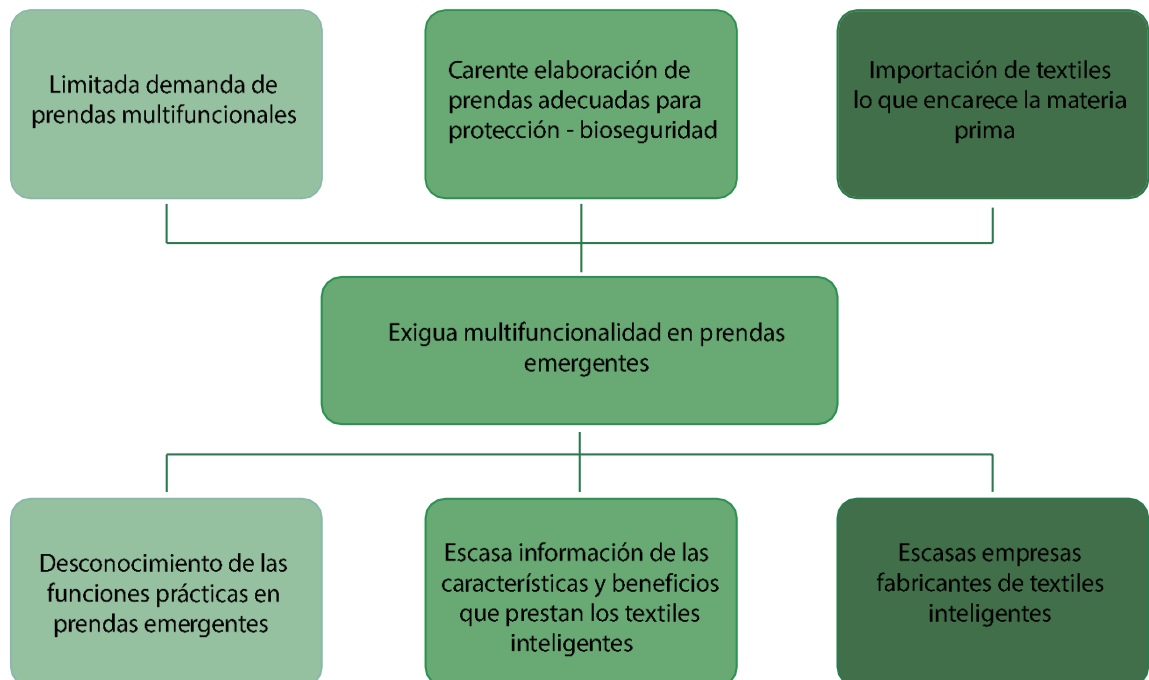 Limitada demanda de
prendas multifuncionales
Carente elaboración de
prendas adecuadas para
protección - bioseguridad
Importación de textiles
lo que encarece la materia
prima
Exigua multifuncionalidad en prendas
emergentes
Desconocimiento de las
funciones prácticas en
prendas emergentes
Escasa información de las
características y beneficios
que prestan los textiles
inteligentes
Escasas empresas
fabricantes de textiles
inteligentes